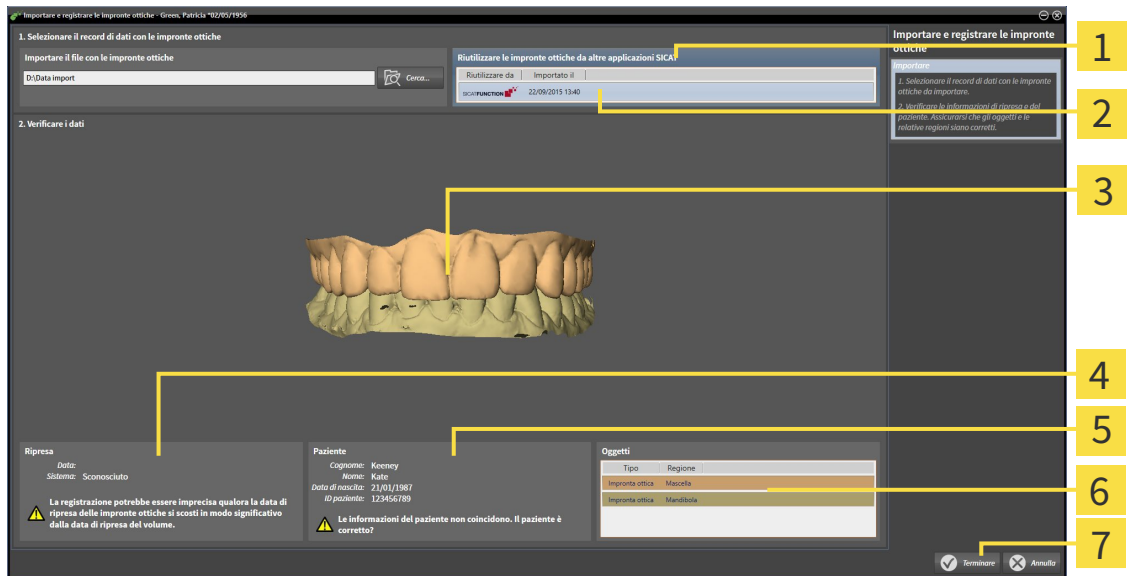 Importare e registrare le impronte ottiche - Green, Patricia *02/05/1956
1. Selezionare il record di dati con le impronte ottiche
Importare il file con le impronte ottiche
D:\Data import
Cerca...
Riutilizzare le impronte ottiche da altre applicazioni SICAT
Riutilizzare da
Importato il
SICAT FUNCTION
22/09/2015 13:40
2. Verificare i dati
Ripresa
Data:
Sistema: Sconosciuto
La registrazione potrebbe essere imprecisa qualora la data di
ripresa delle impronte ottiche si scosti in modo significativo
dalla data di ripresa del volume.
Paziente
Cognome: Keeney
Nome: Kate
Data di nascita: 21/01/1987
ID paziente: 123456789
Le informazioni del paziente non coincidono. Il paziente è
corretto?
Oggetti
Tipo
Regione
Impronta ottica
Mascella
Impronta ottica
Mandibola
Importare e registrare le impronte
ottiche
Importare
1. Selezionare il record di dati con le impronte
ottiche da importare.
2. Verificare le informazioni di ripresa e del
paziente. Assicurarsi che gli oggetti e le
relative regioni siano corretti.
Terminare
Annulla
1
2
3
4
5
6
7